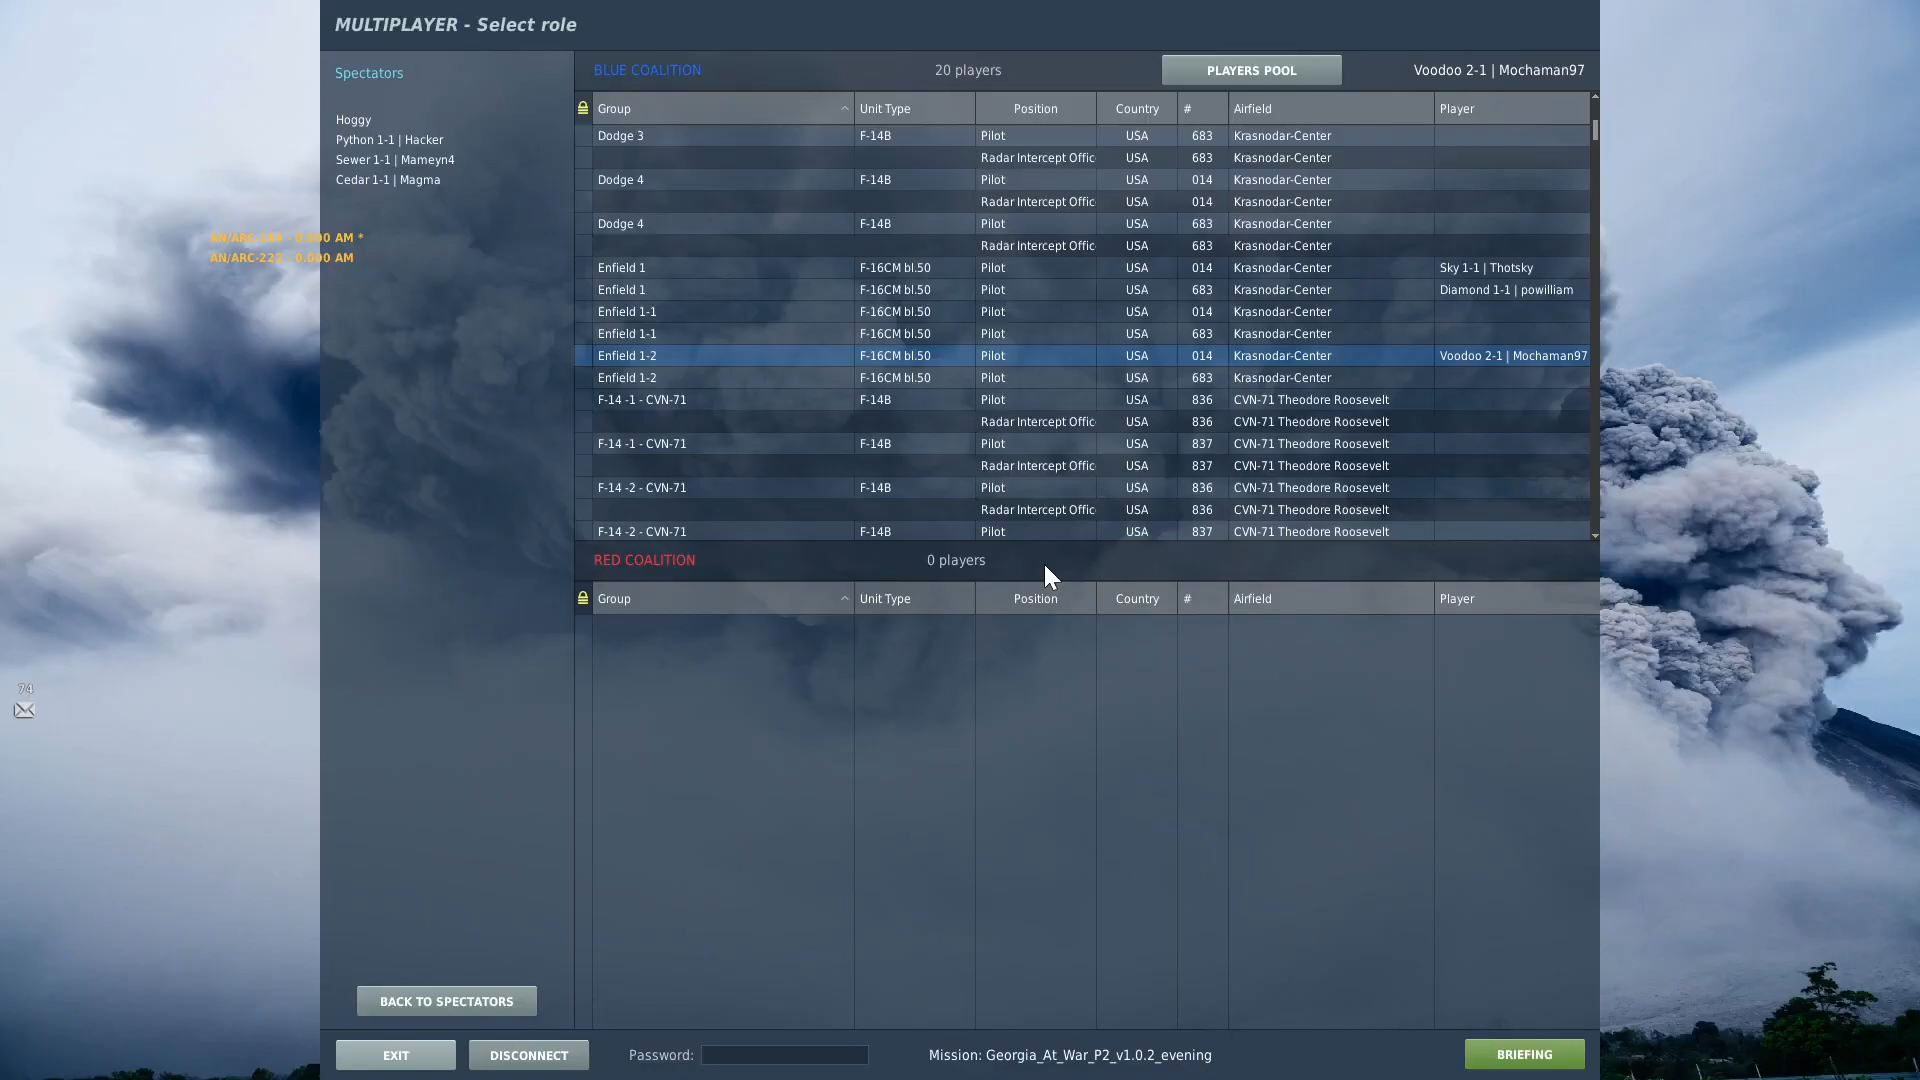 MULTIPLAYER - Select role
Spectators
Hoggy
Python 1-1 | Hacker
Sewer 1-1 | Mameyn4
Cedar 1-1 | Magma
0.000 AM *
0.000 AM
74
BLUE COALITION 20 players PLAYERS POOL Voodoo 2-1 | Mochaman97
Group Unit Type Position Country # Airfield Player
Dodge 3 F-14B Pilot USA 683 Krasnodar-Center
Radar Intercept Offic USA 683 Krasnodar-Center
Dodge 4 F-14B Pilot USA 014 Krasnodar-Center
Radar Intercept Offic USA 014 Krasnodar-Center
Dodge 4 F-14B Pilot USA 683 Krasnodar-Center
Radar Intercept Offic USA 683 Krasnodar-Center
Enfield 1 F-16CM bl.50 Pilot USA 014 Krasnodar-Center Sky 1-1 | Thotsky
Enfield 1 F-16CM bl.50 Pilot USA 683 Krasnodar-Center Diamond 1-1 | powilliam
Enfield 1-1 F-16CM bl.50 Pilot USA 014 Krasnodar-Center
Enfield 1-1 F-16CM bl.50 Pilot USA 683 Krasnodar-Center
Enfield 1-2 F-16CM bl.50 Pilot USA 014 Krasnodar-Center Voodoo 2-1 | Mochaman97
Enfield 1-2 F-16CM bl.50 Pilot USA 683 Krasnodar-Center
F-14 -1 - CVN-71 F-14B Pilot USA 836 CVN-71 Theodore Roosevelt
Radar Intercept Offic USA 836 CVN-71 Theodore Roosevelt
F-14 -1 - CVN-71 F-14B Pilot USA 837 CVN-71 Theodore Roosevelt
Radar Intercept Offic USA 837 CVN-71 Theodore Roosevelt
F-14 -2 - CVN-71 F-14B Pilot USA 836 CVN-71 Theodore Roosevelt
Radar Intercept Offic USA 836 CVN-71 Theodore Roosevelt
F-14 -2 - CVN-71 F-14B Pilot USA 837 CVN-71 Theodore Roosevelt
RED COALITION 0 players
Group Unit Type Position Country # Airfield Player
BACK TO SPECTATORS
EXIT DISCONNECT Password: Mission: Georgia_At_War_P2_v1.0.2_evening BRIEFING